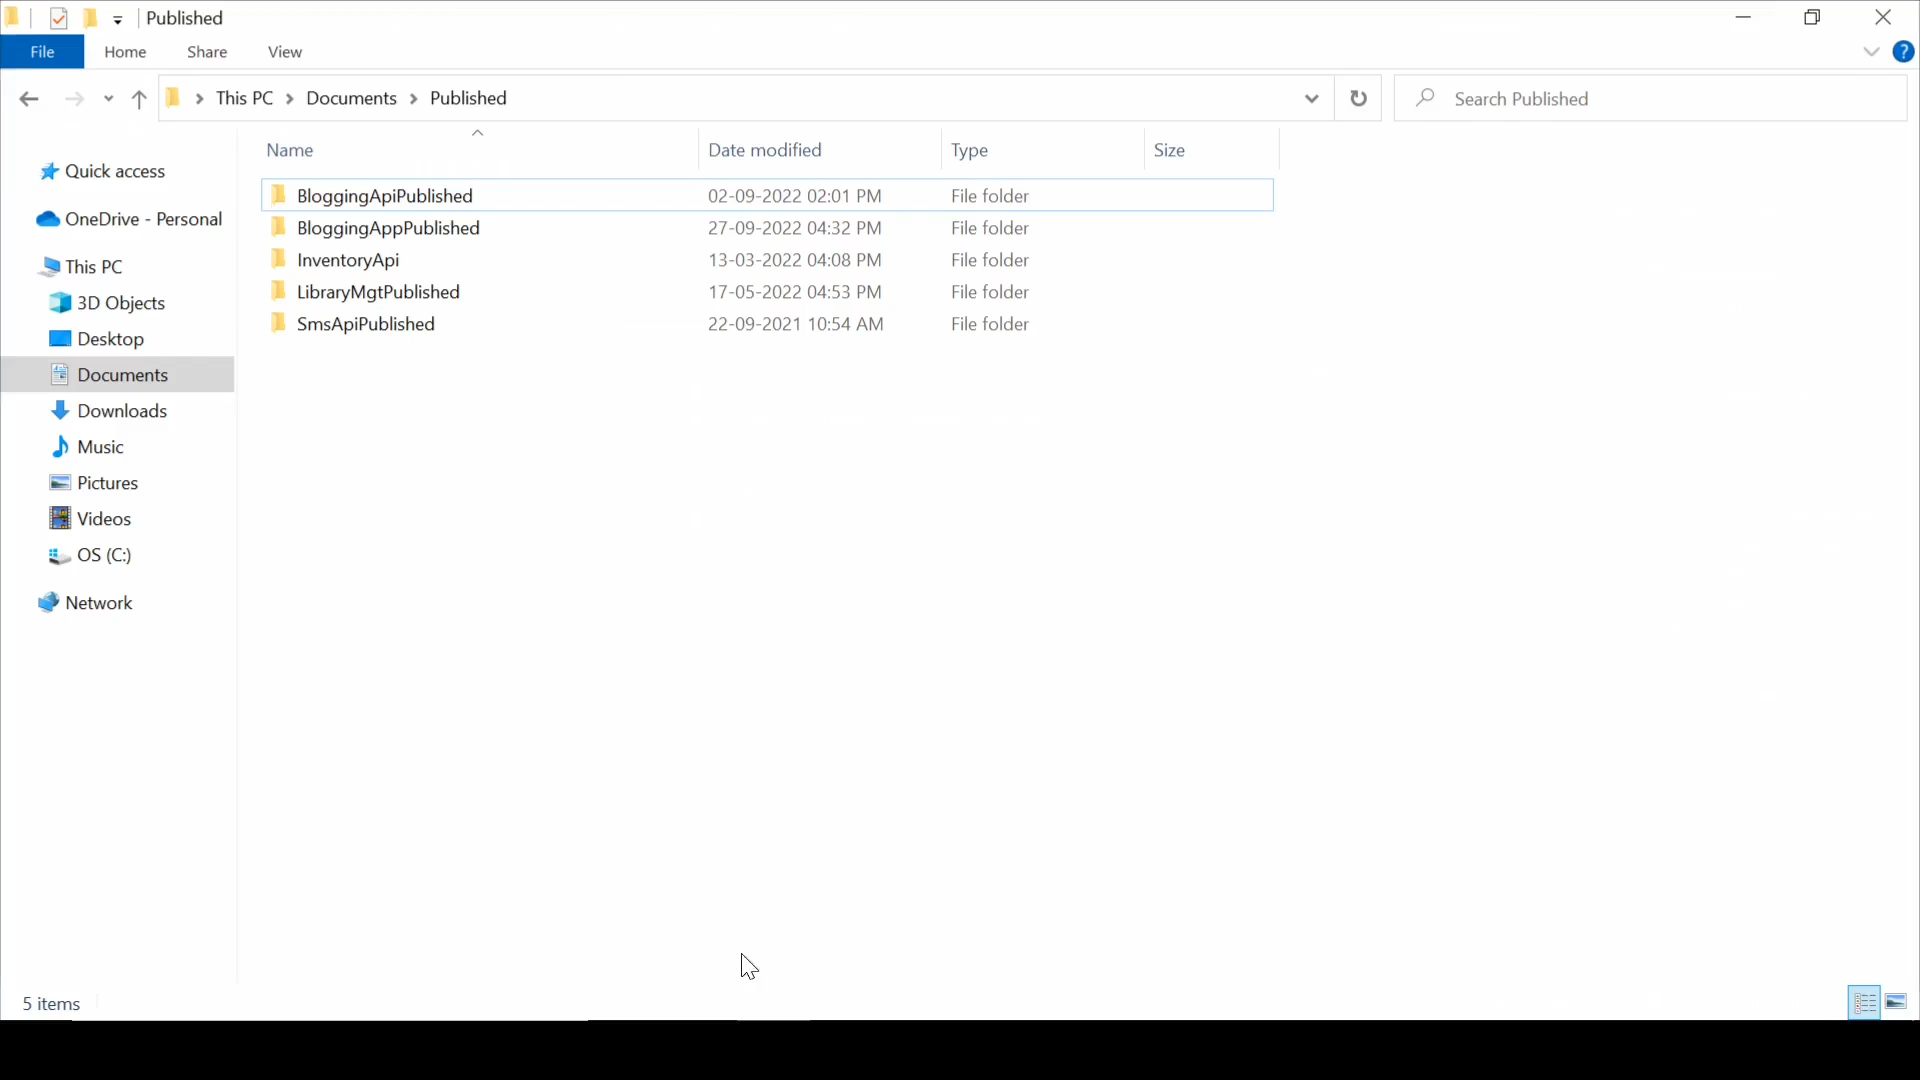 Published
File Home Share View
This PC Documents Published
Search Published
Name Date modified Type Size
BloggingApiPublished 02-09-2022 02:01 PM File folder
BloggingAppPublished 27-09-2022 04:32 PM File folder
InventoryApi 13-03-2022 04:08 PM File folder
LibraryMgtPublished 17-05-2022 04:53 PM File folder
SmsApiPublished 22-09-2021 10:54 AM File folder
Quick access
OneDrive - Personal
This PC
3D Objects
Desktop
Documents
Downloads
Music
Pictures
Videos
OS (C:)
Network
5 items